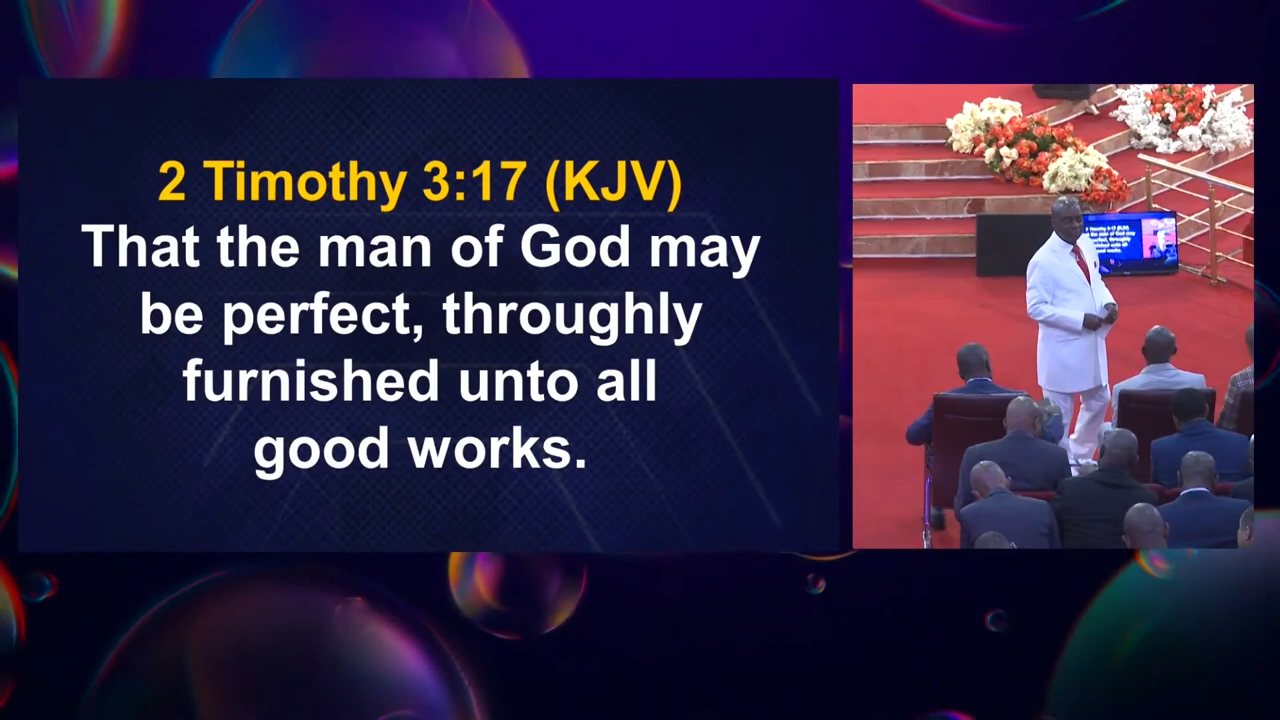 2 Timothy 3:17 (KJV)
That the man of God may
be perfect, throughly
furnished unto all
good works.